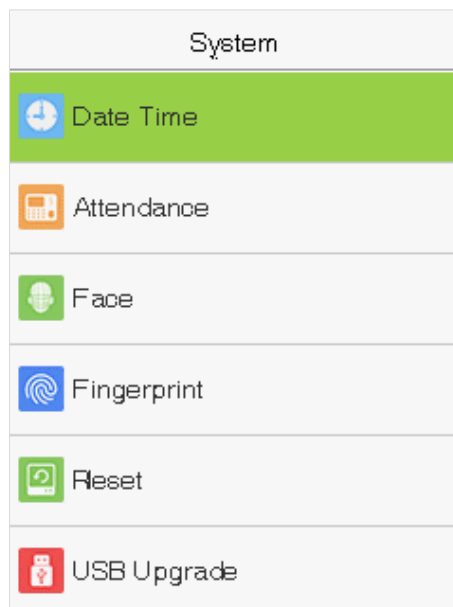 System
Date Time
Attendance
Face
Fingerprint
Reset
USB Upgrade